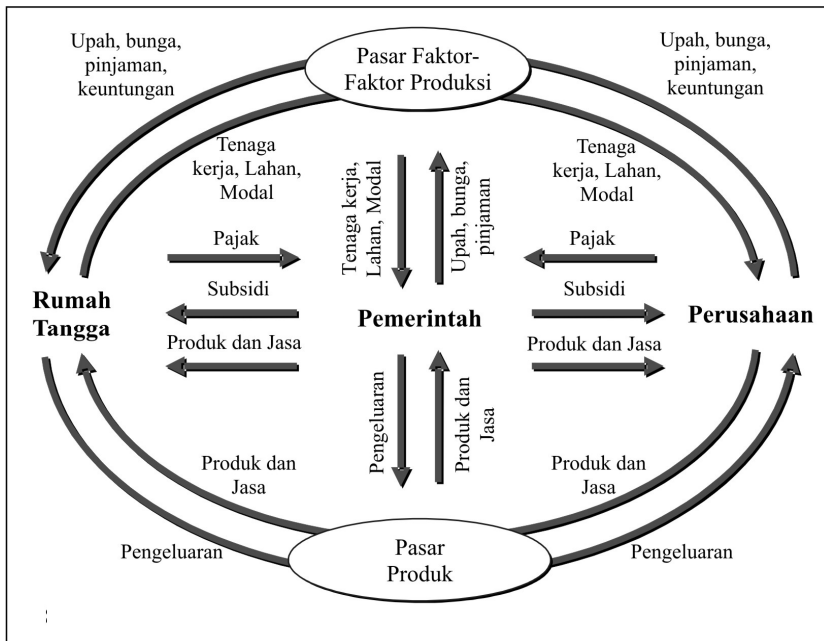 Upah, bunga,
pinjaman,
keuntungan
Pasar Faktor-
Faktor Produksi
Upah, bunga,
pinjaman,
keuntungan
Tenaga
kerja, Lahan,
Modal
Tenaga kerja,
Lahan, Modal
Upah, bunga,
pinjaman
Tenaga
kerja, Lahan,
Modal
Pajak
Pajak
Rumah
Tangga
Subsidi
Pemerintah
Subsidi
Perusahaan
Produk dan Jasa
Produk dan Jasa
Pengeluaran
Produk dan
Jasa
Produk dan
Jasa
Produk dan
Jasa
Pengeluaran
Pasar
Produk
Pengeluaran